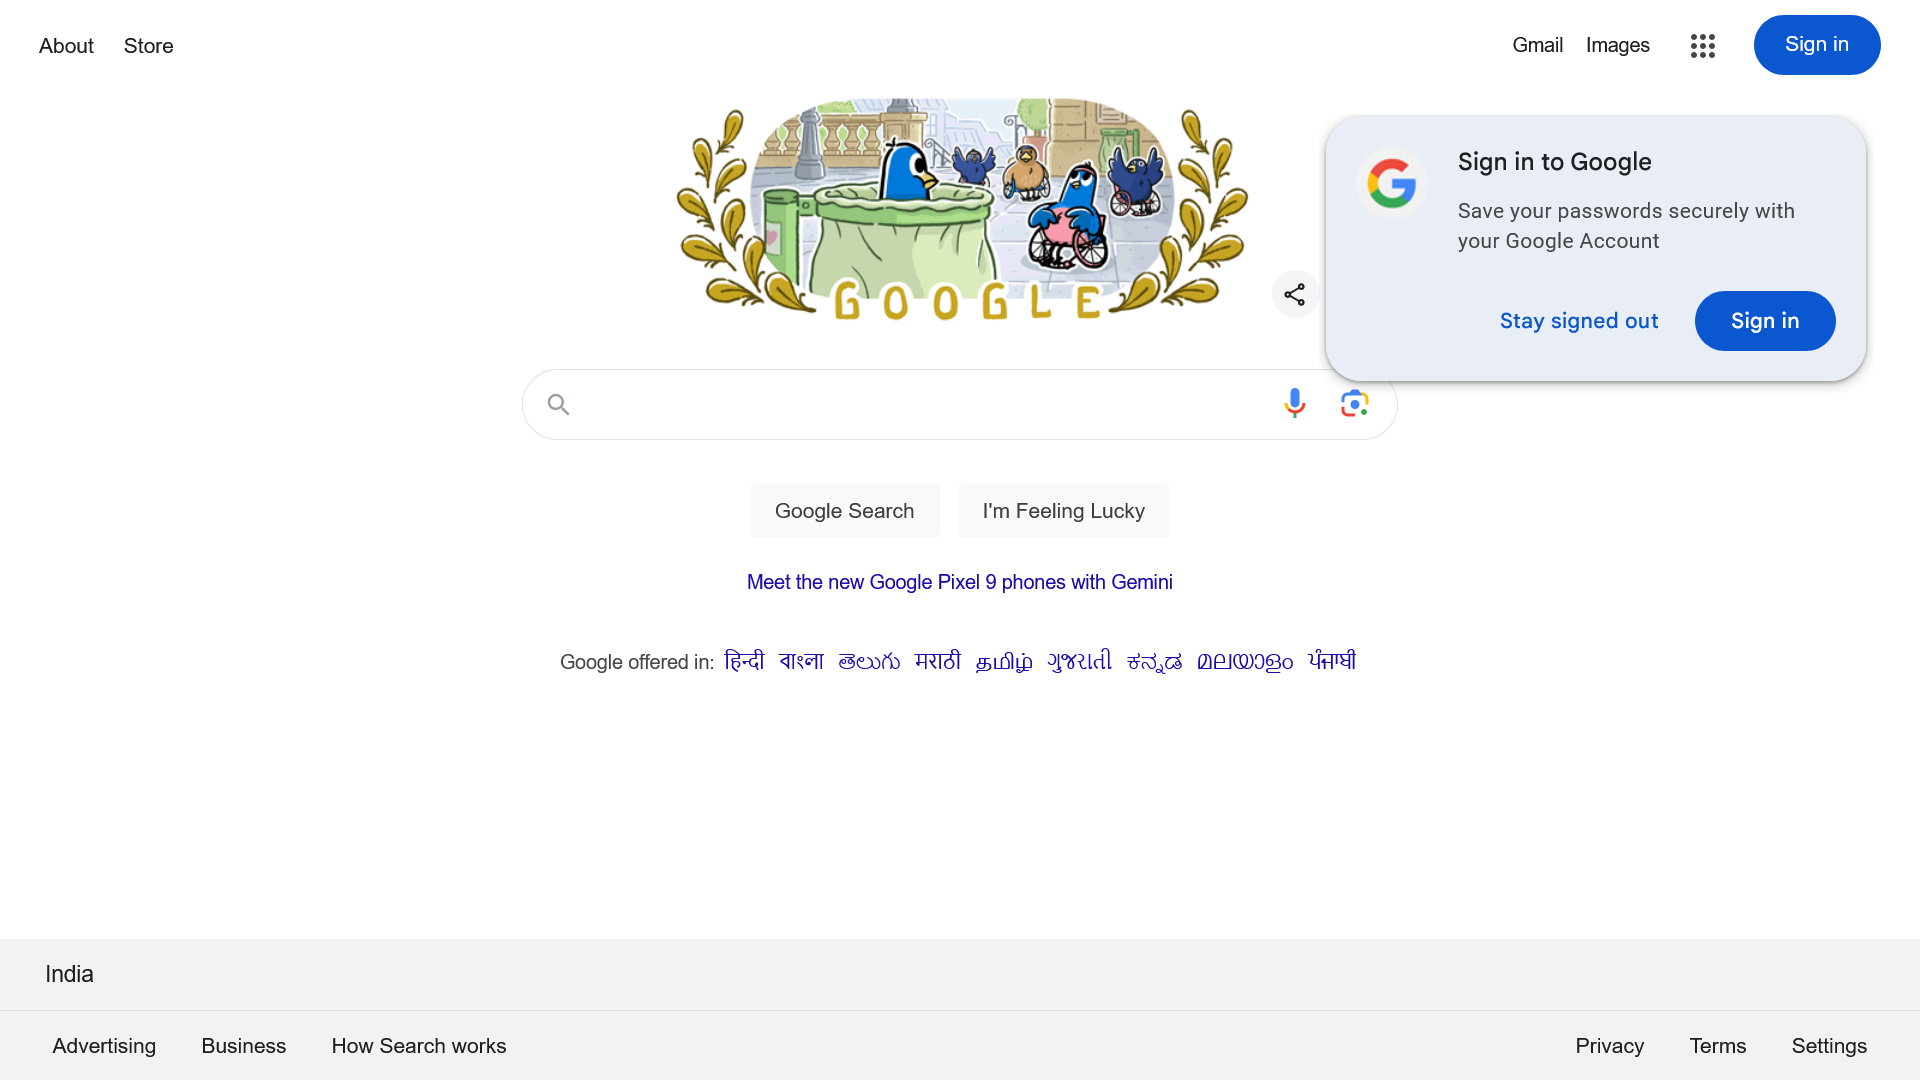 About Store
Gmail Images Sign in
GOOGLE
Sign in to Google
Save your passwords securely with
your Google Account
Stay signed out Sign in
Google Search I'm Feeling Lucky
Meet the new Google Pixel 9 phones with Gemini
Google offered in: हिन्दी বাংলা తెలుగు मराठी தமிழ் ગુજરાતી ಕನ್ನಡ മലയാളം ਪੰਜਾਬੀ
India
Advertising Business How Search works
Privacy Terms Settings